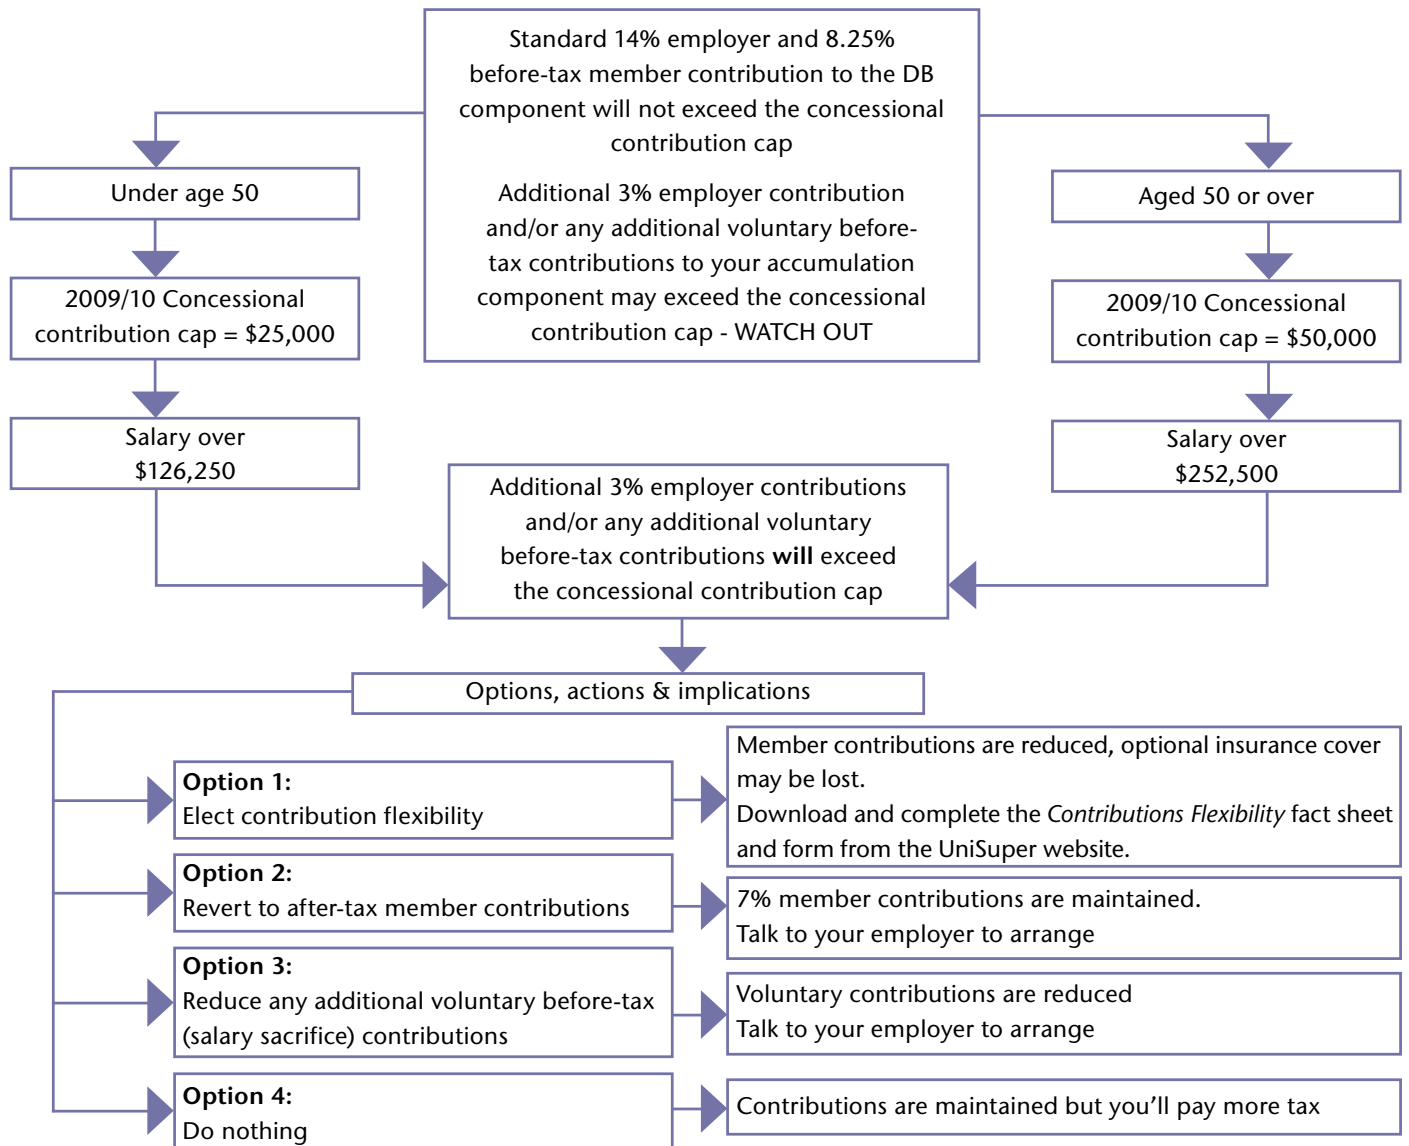 Standard 14% employer and 8.25%
before-tax member contribution to the DB
component will not exceed the concessional
contribution cap
Additional 3% employer contribution
and/or any additional voluntary before-
tax contributions to your accumulation
component may exceed the concessional
contribution cap - WATCH OUT
Under age 50
2009/10 Concessional
contribution cap = $25,000
Salary over
$126,250
Aged 50 or over
2009/10 Concessional
contribution cap = $50,000
Salary over
$252,500
Additional 3% employer contributions
and/or any additional voluntary
before-tax contributions will exceed
the concessional contribution cap
Options, actions & implications
Option 1:
Elect contribution flexibility
Member contributions are reduced, optional insurance cover
may be lost.
Download and complete the Contributions Flexibility fact sheet
and form from the UniSuper website.
Option 2:
Revert to after-tax member contributions
7% member contributions are maintained.
Talk to your employer to arrange
Option 3:
Reduce any additional voluntary before-tax
(salary sacrifice) contributions
Voluntary contributions are reduced
Talk to your employer to arrange
Option 4:
Do nothing
Contributions are maintained but you'll pay more tax